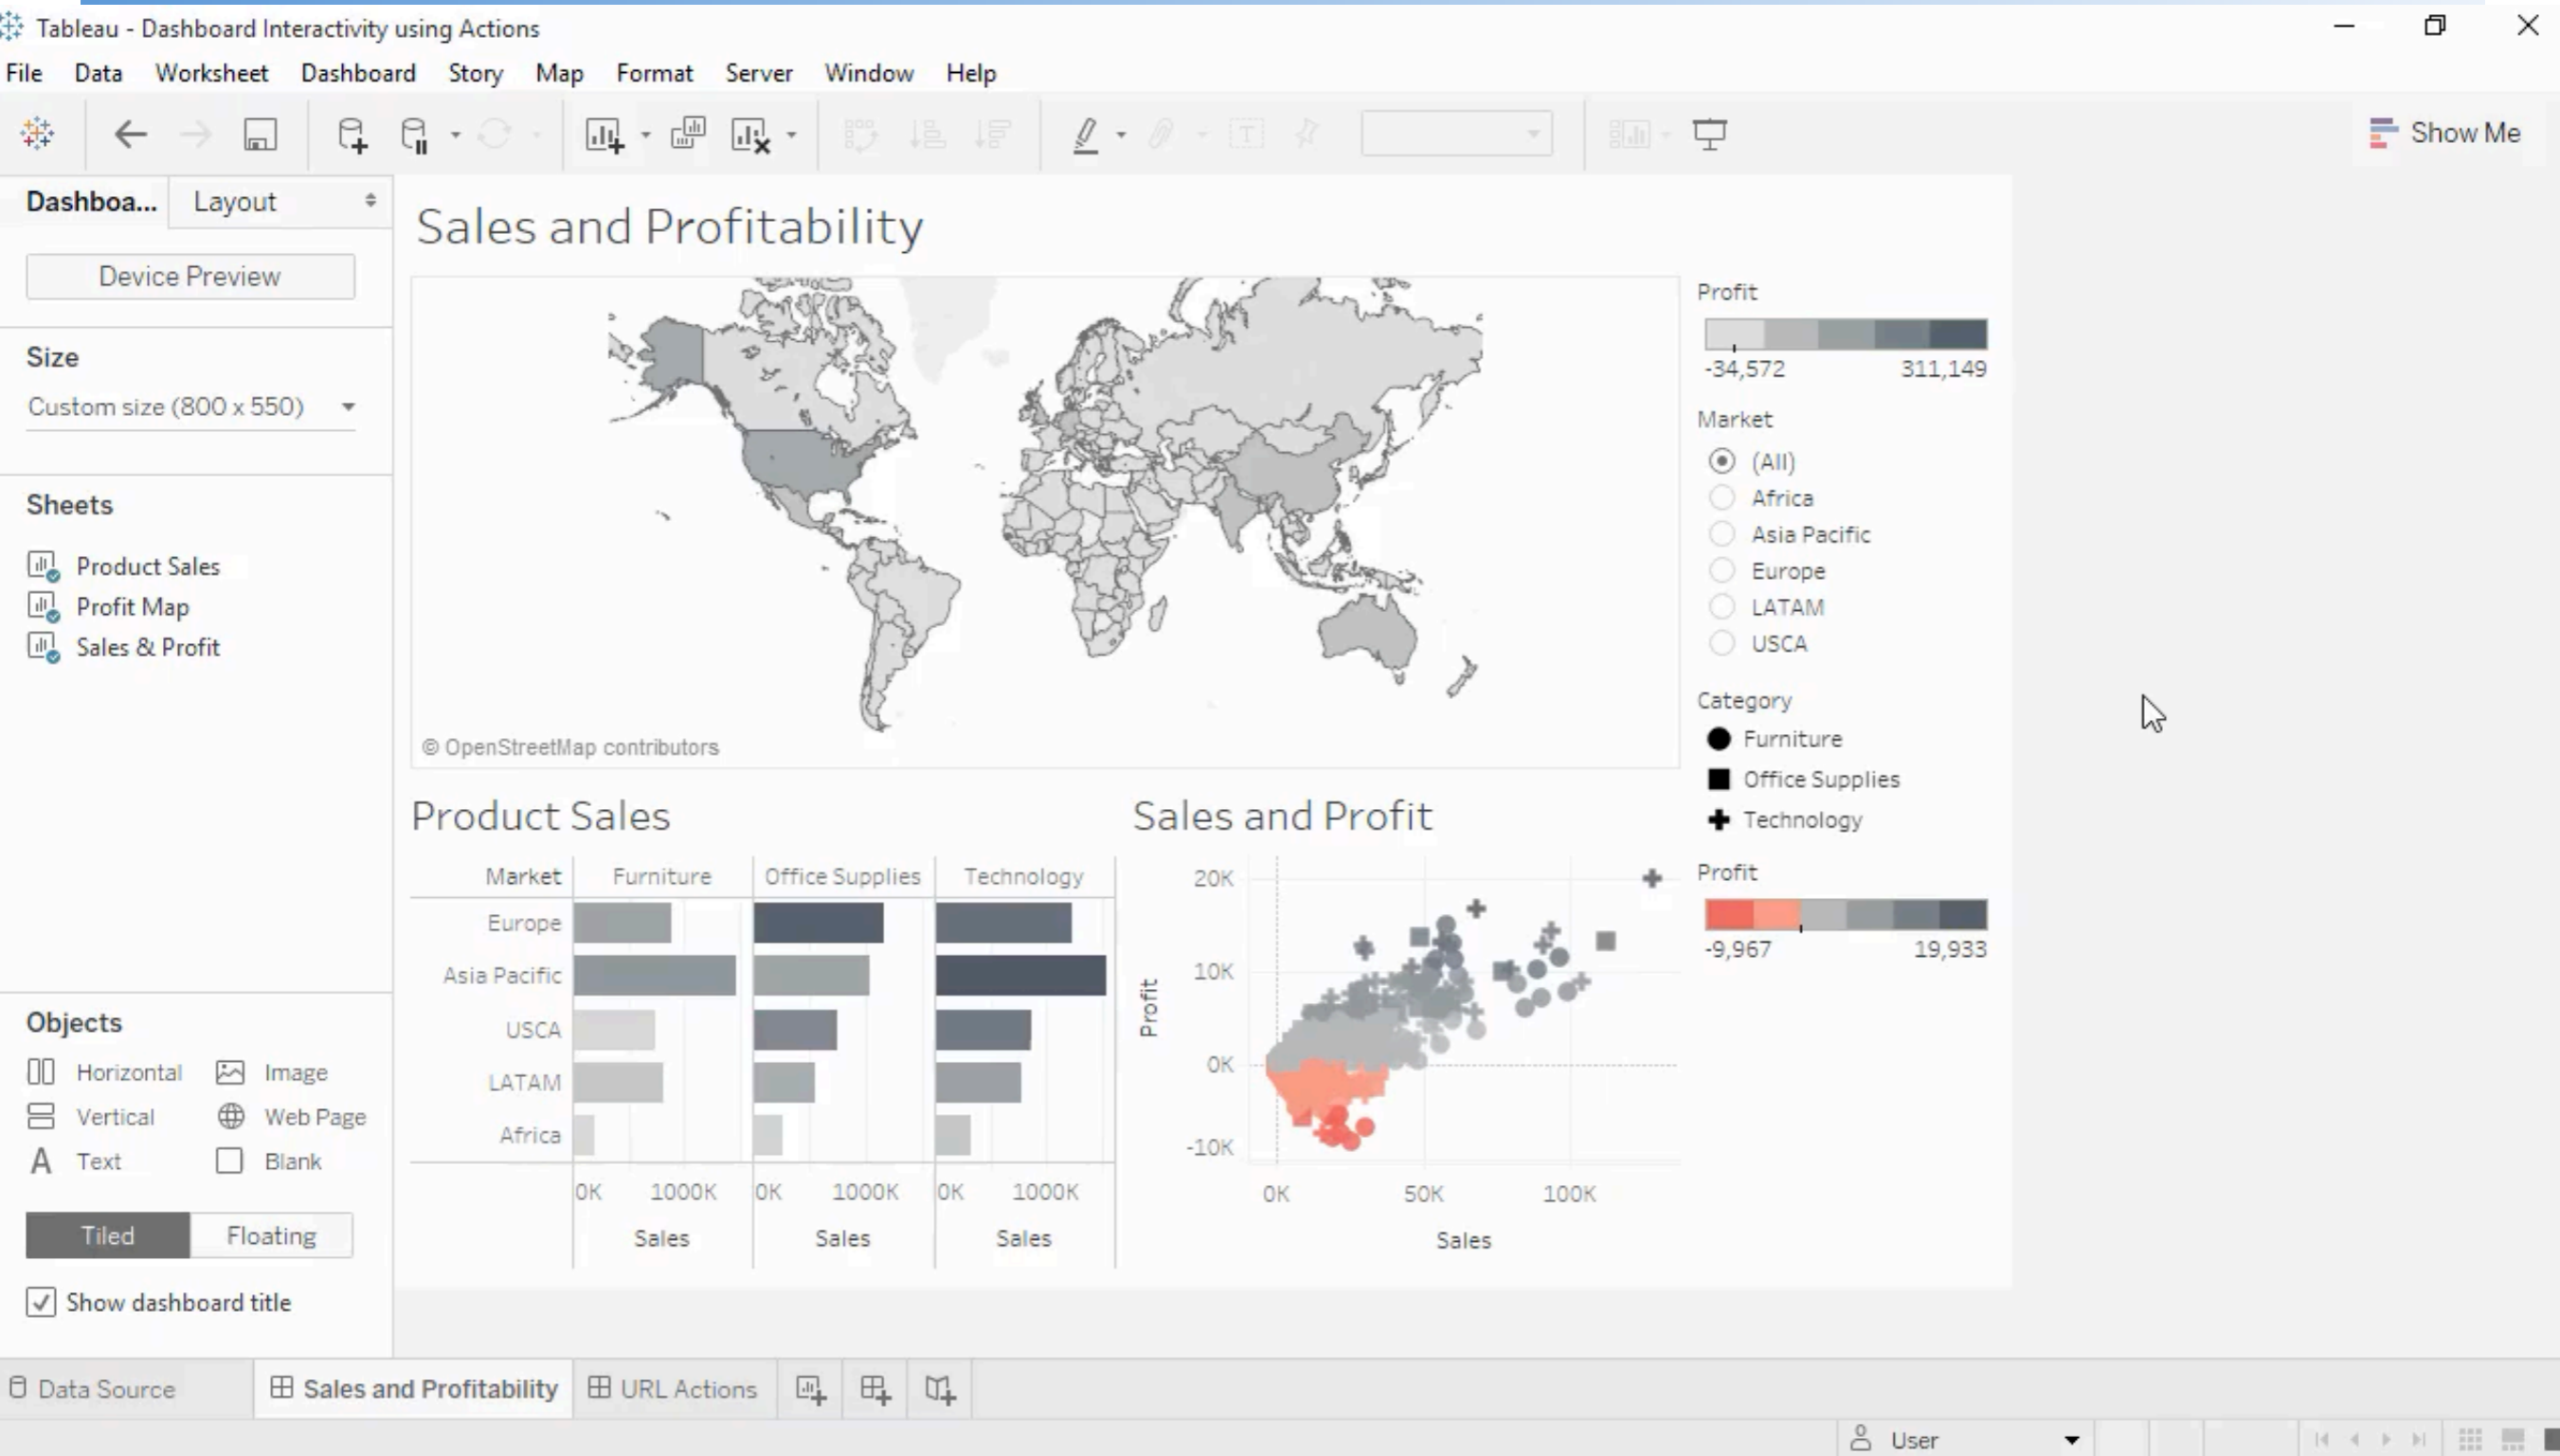 Tableau - Dashboard Interactivity using Actions
File Data Worksheet Dashboard Story Map Format Server Window Help
Show Me
Dashboa... Layout
Device Preview
Size
Custom size (800 x 550)
Sheets
Product Sales
Profit Map
Sales & Profit
Objects
Horizontal Image
Vertical Web Page
A Text Blank
Tiled Floating
Show dashboard title
Sales and Profitability
© OpenStreetMap contributors
Profit
-34,572 311,149
Market
(All)
Africa
Asia Pacific
Europe
LATAM
USCA
Category
Furniture
Office Supplies
Technology
Profit
-9,967 19,933
Product Sales
Market Furniture Office Supplies Technology
Europe
Asia Pacific
USCA
LATAM
Africa
0K 1000K 0K 1000K 0K 1000K
Sales Sales Sales
Sales and Profit
20K
10K
0K
-10K
Profit
0K 50K 100K
Sales
Data Source Sales and Profitability URL Actions
User